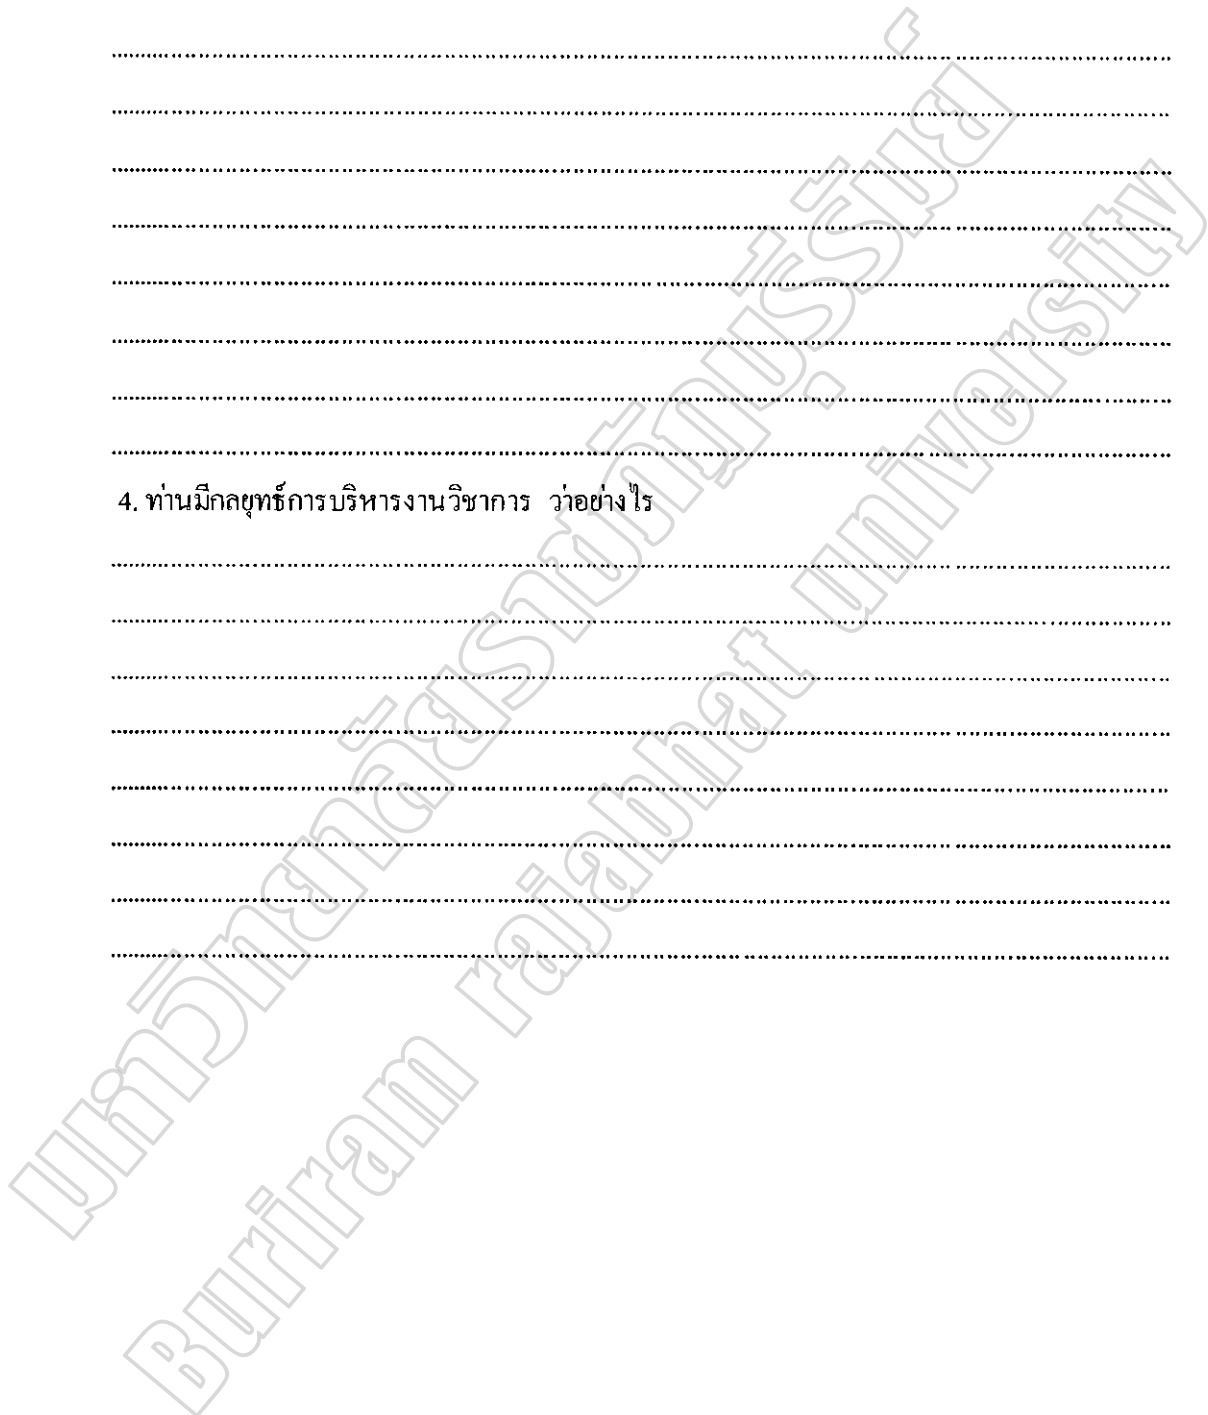 4. ท่านมีกลยุทธ์การบริหารงานวิชาการ ว่าอย่างไร
มหาวิทยาลัยราชภัฏบุรีรัมย์
Buriram rajabhat university